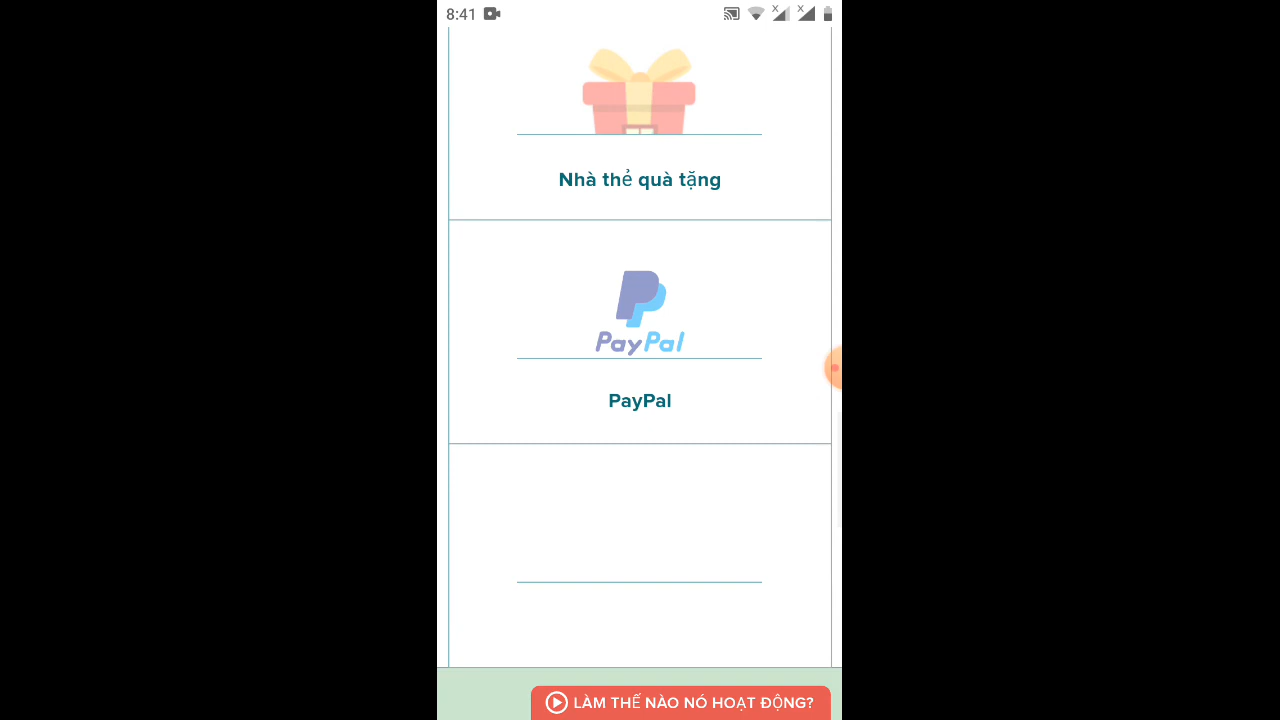 8:41
Nhà thẻ quà tặng
PayPal
PayPal
LÀM THẾ NÀO NÓ HOẠT ĐỘNG?